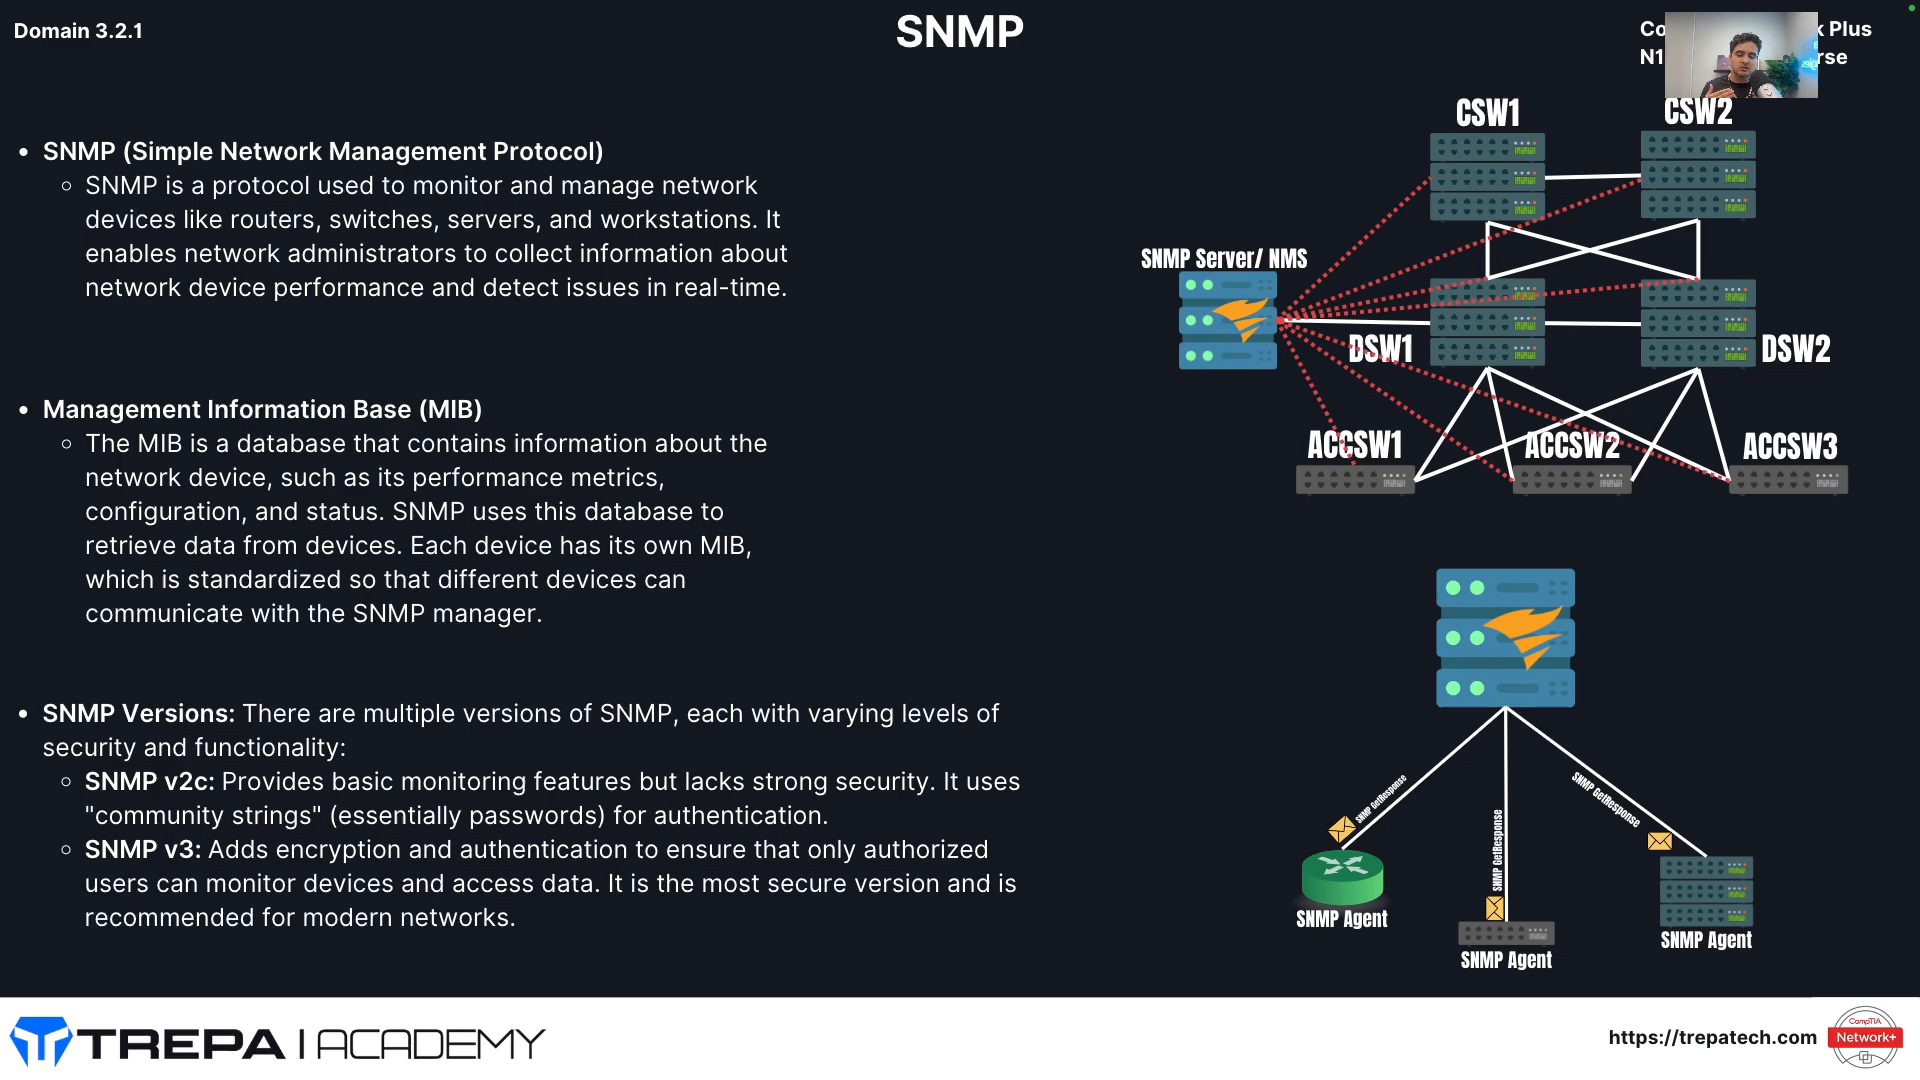 Domain 3.2.1
SNMP
Plus
• SNMP (Simple Network Management Protocol)
◦ SNMP is a protocol used to monitor and manage network
devices like routers, switches, servers, and workstations. It
enables network administrators to collect information about
network device performance and detect issues in real-time.
• Management Information Base (MIB)
◦ The MIB is a database that contains information about the
network device, such as its performance metrics,
configuration, and status. SNMP uses this database to
retrieve data from devices. Each device has its own MIB,
which is standardized so that different devices can
communicate with the SNMP manager.
• SNMP Versions: There are multiple versions of SNMP, each with varying levels of
security and functionality:
◦ SNMP v2c: Provides basic monitoring features but lacks strong security. It uses
"community strings" (essentially passwords) for authentication.
◦ SNMP v3: Adds encryption and authentication to ensure that only authorized
users can monitor devices and access data. It is the most secure version and is
recommended for modern networks.
CSW1
CSW2
SNMP Server/ NMS
DSW1
DSW2
ACCSW1
ACCSW2
ACCSW3
SNMP GetResponse
SNMP GetResponse
SNMP GetResponse
SNMP Agent
SNMP Agent
SNMP Agent
TREPA | ACADEMY
https://trepatech.com
CompTIA
Network+